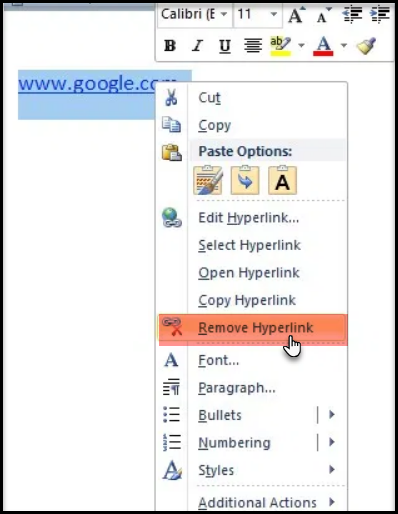 Calibri (E 11 A A
B I U A
www.google.com
Cut
Copy
Paste Options:
A
Edit Hyperlink...
Select Hyperlink
Open Hyperlink
Copy Hyperlink
Remove Hyperlink
A Font...
Paragraph...
Bullets
Numbering
A Styles
Additional Actions